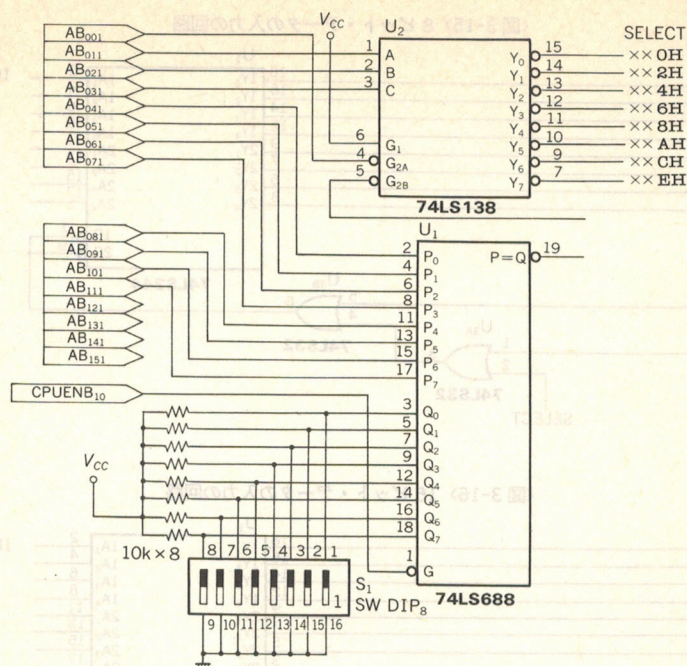 AB001
AB011
AB021
AB031
AB041
AB051
AB061
AB071
VCC
U2
1 A
2 B
3 C
6 G1
4 G2A
5 G2B
Y0 15
Y1 14
Y2 13
Y3 12
Y4 11
Y5 10
Y6 9
Y7 7
SELECT
××0H
××2H
××4H
××6H
××8H
××AH
××CH
××EH
74LS138
AB081
AB091
AB101
AB111
AB121
AB131
AB141
AB151
CPUENB10
U1
2 P0
4 P1
6 P2
8 P3
11 P4
13 P5
15 P6
17 P7
P=Q 19
3 Q0
5 Q1
7 Q2
9 Q3
12 Q4
14 Q5
16 Q6
18 Q7
1 G
74LS688
VCC
10k×8
8 7 6 5 4 3 2 1
S1
1
SW DIP8
9 10 11 12 13 14 15 16